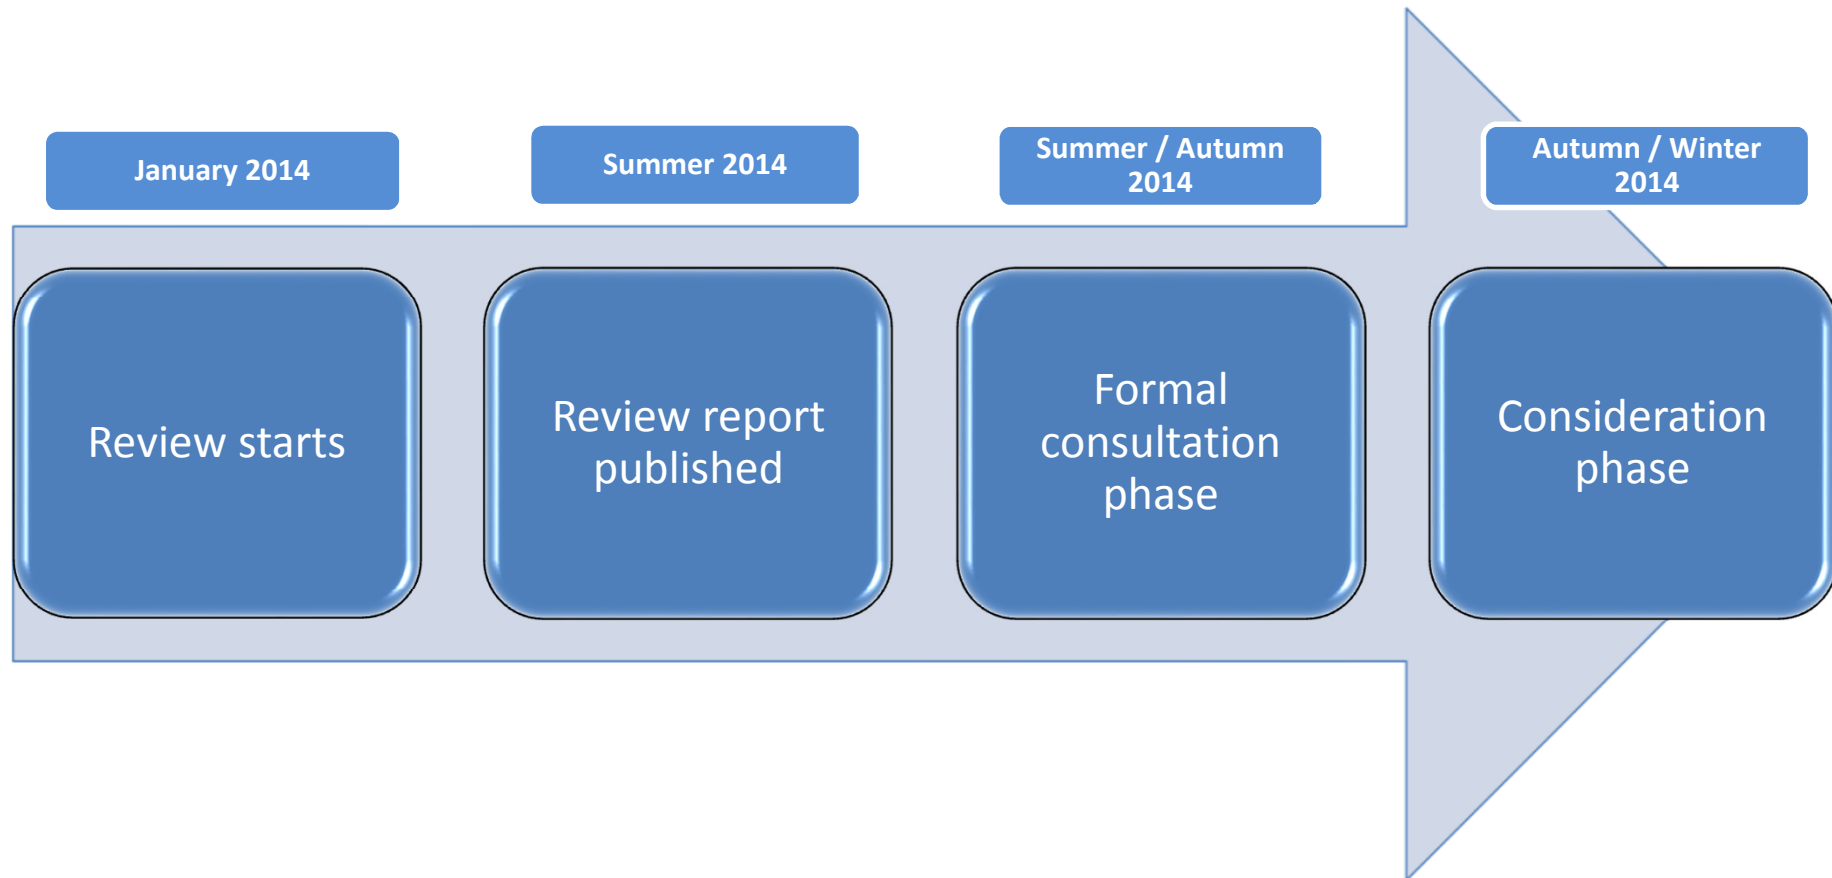 January 2014
Summer 2014
Summer / Autumn
2014
Autumn / Winter
2014
Review starts
Review report
published
Formal
consultation
phase
Consideration
phase